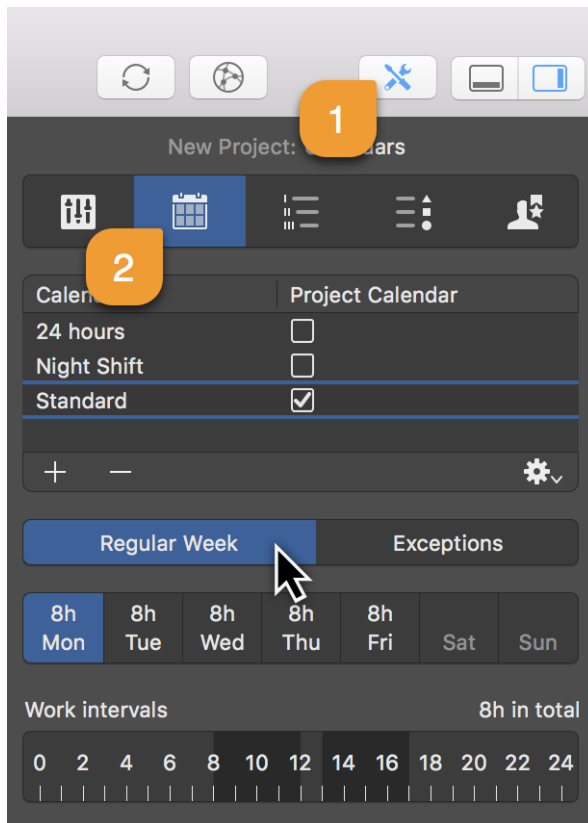 1
New Project: dars
2
Calen Project Calendar
24 hours
Night Shift
Standard
Regular Week Exceptions
8h 8h 8h 8h 8h
Mon Tue Wed Thu Fri Sat Sun
Work intervals 8h in total
0 2 4 6 8 10 12 14 16 18 20 22 24